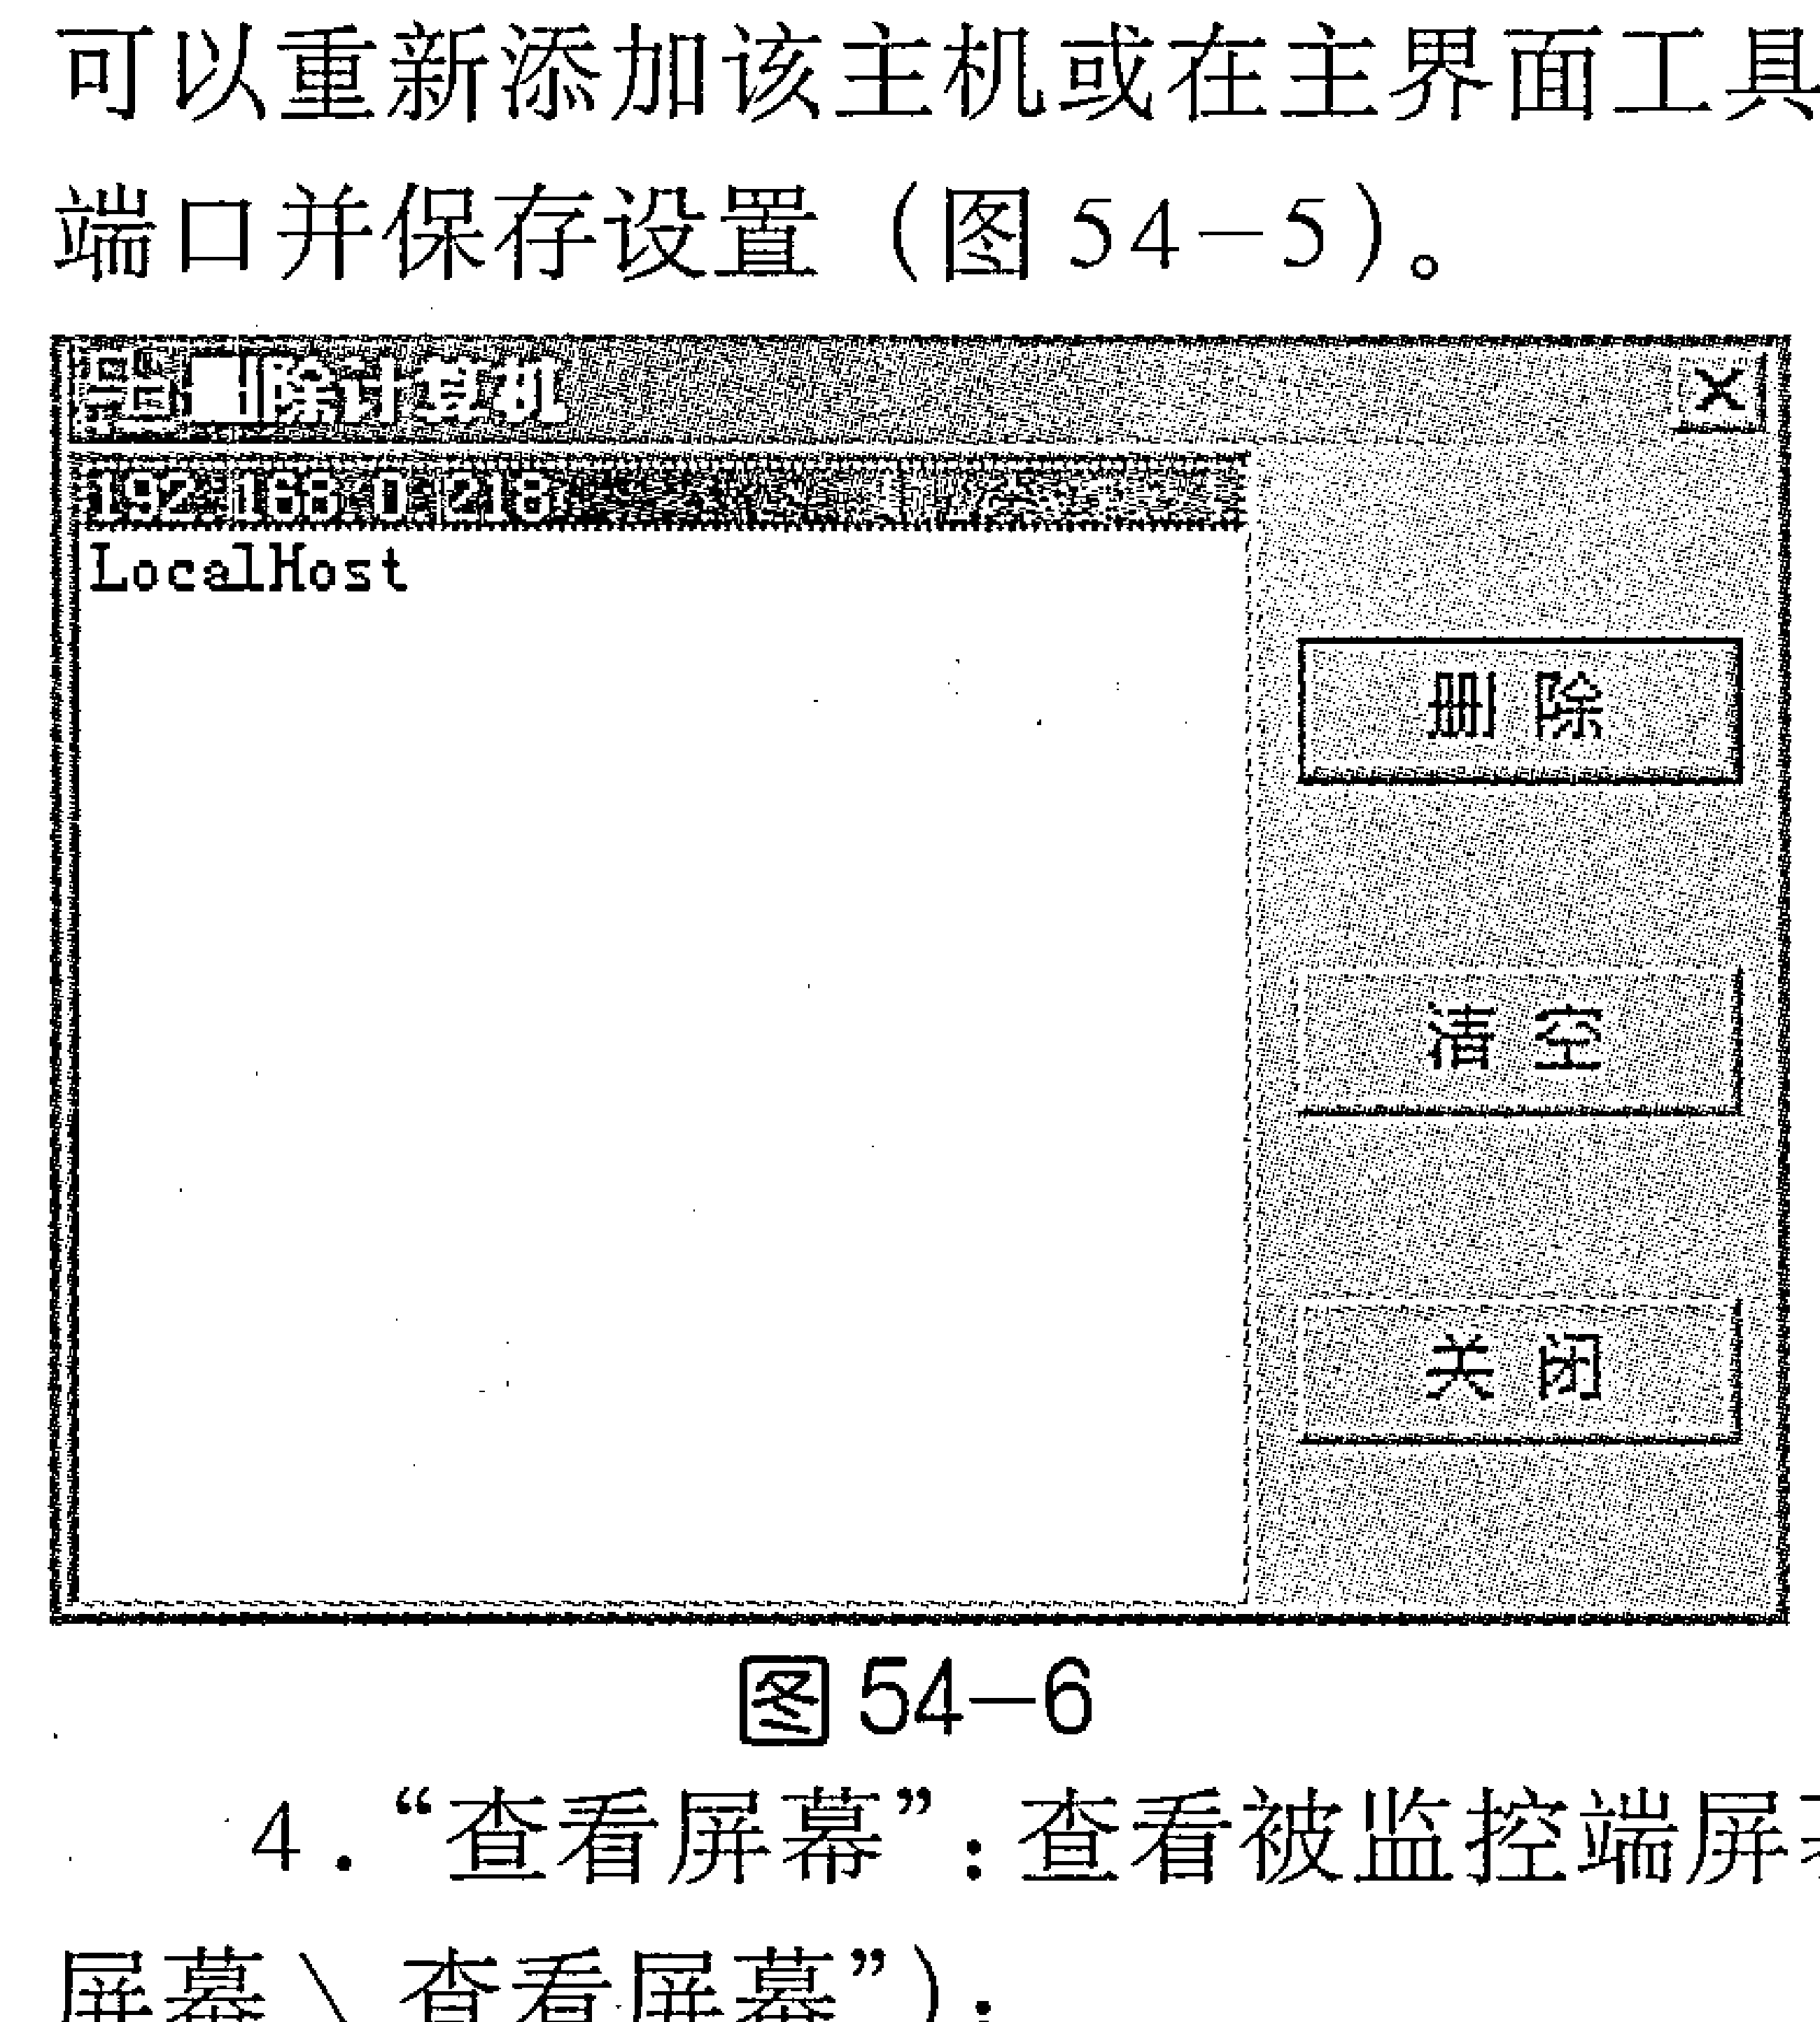 可以重新添加该主机或在主界面工具
端口并保存设置（图 54－5）。
删除计算机
192.168.0.218
LocalHost
删 除
清 空
关 闭
图 54－6
4．“查看屏幕”：查看被监控端屏幕
屏幕＼查看屏幕”）；